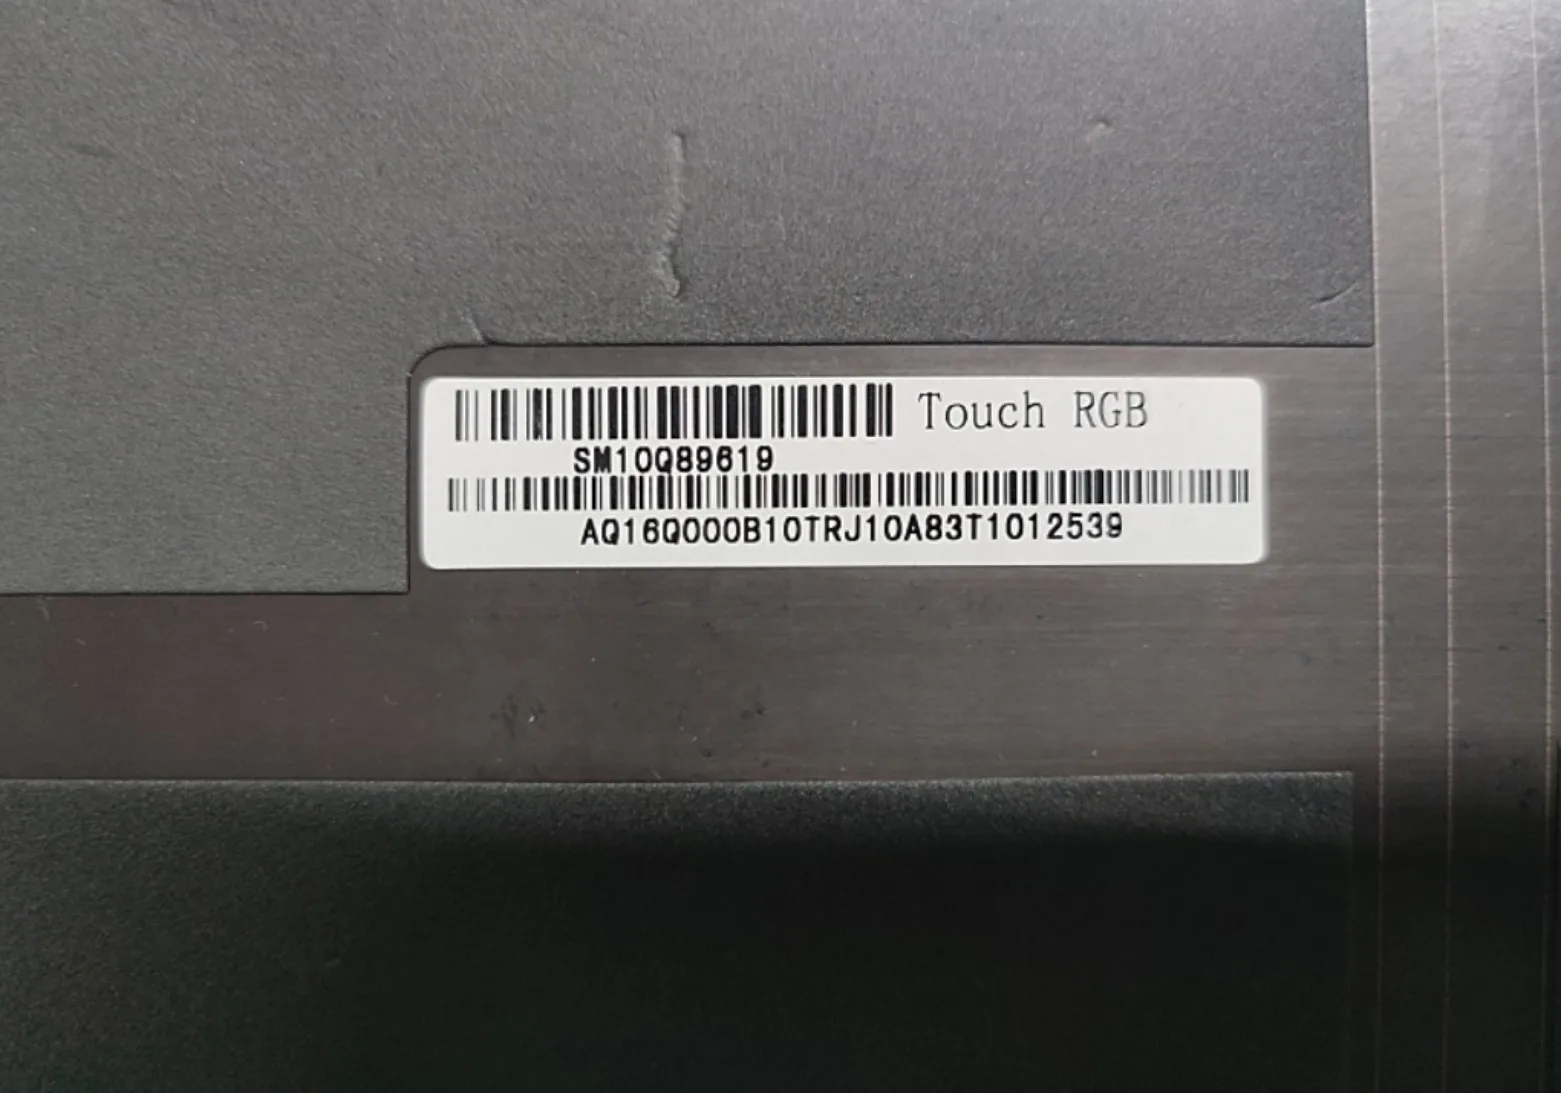 Touch RGB
SM10Q89619
AQ16Q000B10TRJ10A83T1012539